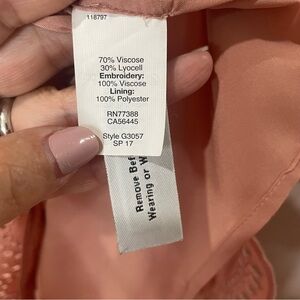 118797
70% Viscose
30% Lyocell
Embroidery:
100% Viscose
Lining:
100% Polyester
RN77388
CA56445
Style G3057
SP 17
Remove Bef
Wearing or W